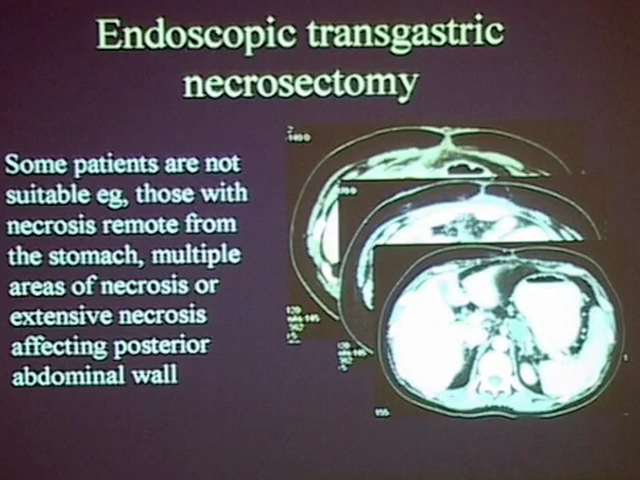 Endoscopic transgastric
necrosectomy
Some patients are not
suitable eg, those with
necrosis remote from
the stomach, multiple
areas of necrosis or
extensive necrosis
affecting posterior
abdominal wall